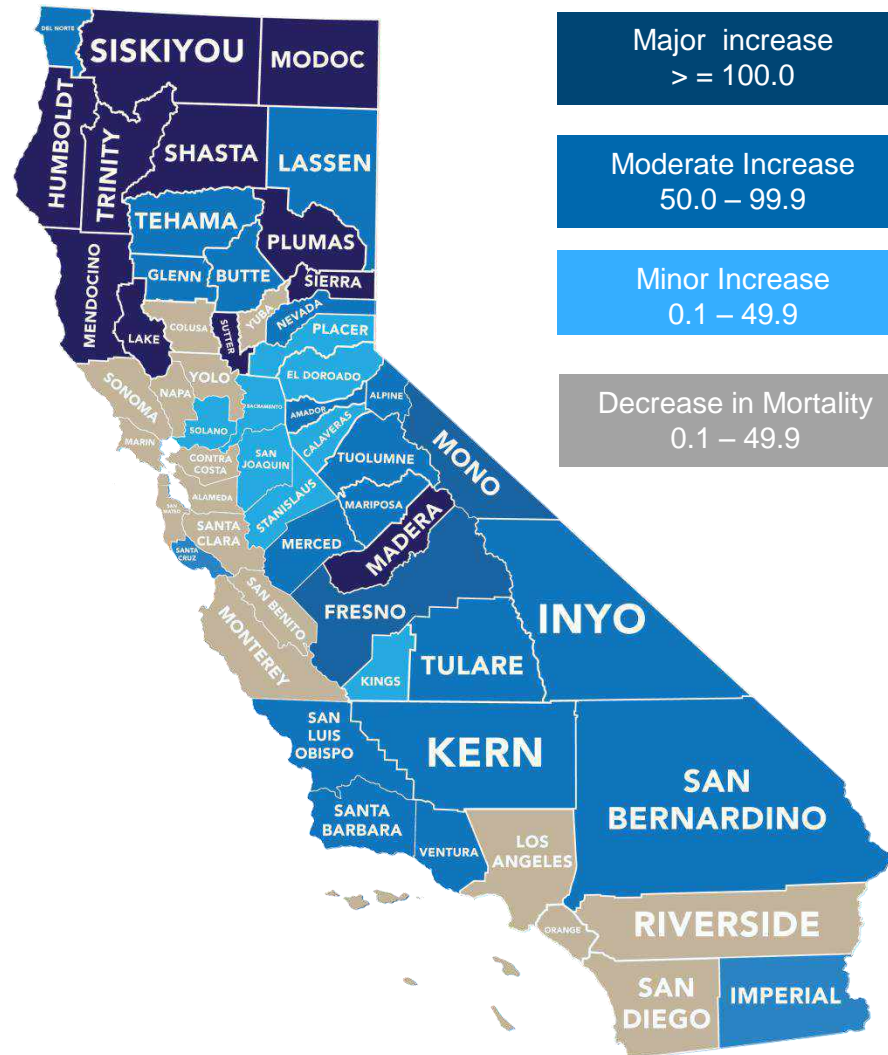 DEL NORTE
SISKIYOU
MODOC
Major increase
> = 100.0
HUMBOLDT
TRINITY
SHASTA
LASSEN
Moderate Increase
50.0 – 99.9
TEHAMA
PLUMAS
MENDOCINO
GLENN
BUTTE
SIERRA
Minor Increase
0.1 – 49.9
LAKE
COLUSA
SUTTER
YUBA
NEVADA
PLACER
SONOMA
NAPA
YOLO
EL DOROADO
Decrease in Mortality
0.1 – 49.9
SACRAMENTO
AMADOR
ALPINE
SOLANO
CALAVERAS
MARIN
CONTRA
COSTA
SAN
JOAQUIN
TUOLUMNE
MONO
ALAMEDA
STANISLAUS
MARIPOSA
SAN
MATEO
SANTA
CLARA
MERCED
MADERA
SANTA
CRUZ
SAN BENITO
FRESNO
INYO
MONTEREY
KINGS
TULARE
SAN
LUIS
OBISPO
KERN
SAN
BERNARDINO
SANTA
BARBARA
VENTURA
LOS
ANGELES
ORANGE
RIVERSIDE
SAN
DIEGO
IMPERIAL